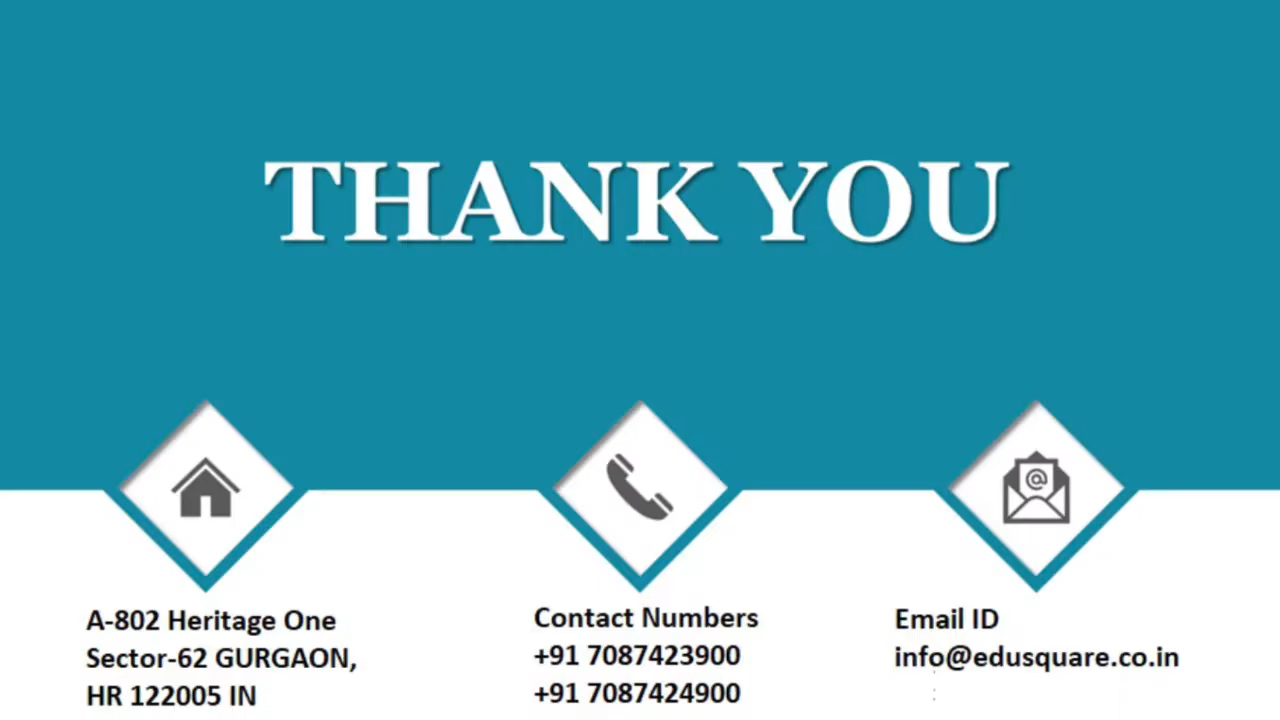 THANK YOU
A-802 Heritage One
Sector-62 GURGAON,
HR 122005 IN
Contact Numbers
+91 7087423900
+91 7087424900
Email ID
info@edusquare.co.in